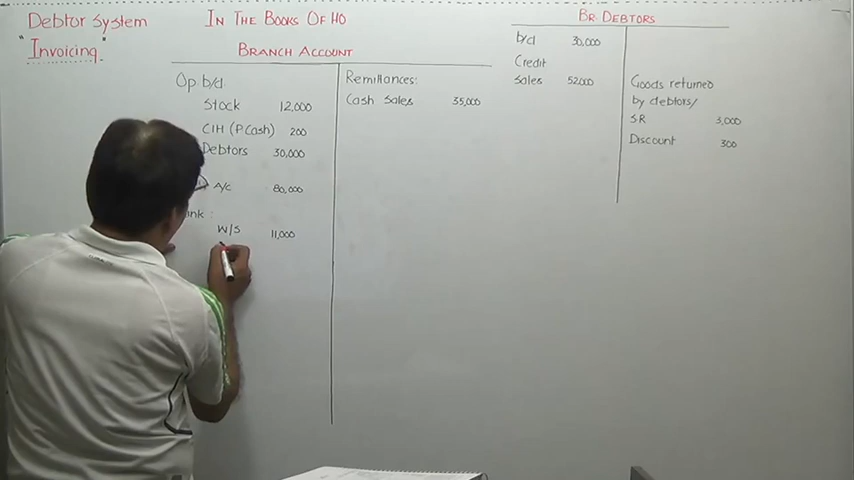 Debtor System
"Invoicing"
In The Books Of HO
Branch Account
Op b/d.
Stock 12,000
CIH (P.Cash) 200
Debtors 30,000
A/c 80,000
W/S 11,000
Remittances:
Cash Sales 35,000
Br. Debtors
b/d 30,000
Credit
Sales 52,000
Goods returned
by debtors/
SR 3,000
Discount 300